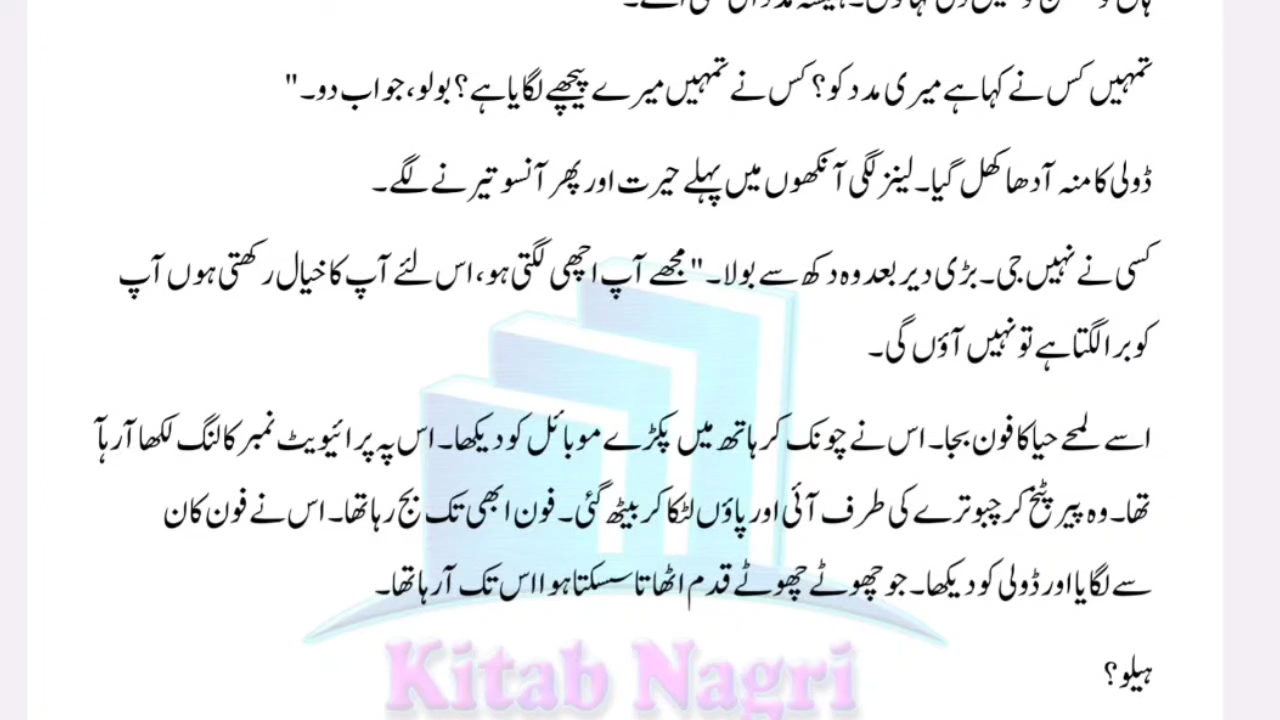 تمہیں کس نے کہا ہے میری مدد کو؟ کس نے تمہیں میرے پیچھے لگایا ہے؟ بولو، جواب دو۔"
ڈولی کا منہ آدھا کھل گیا۔ لینز لگی آنکھوں میں پہلے حیرت اور پھر آنسو تیرنے لگے۔
کسی نے نہیں جی۔ بڑی دیر بعد وہ دکھ سے بولا۔ "مجھے آپ اچھی لگتی ہو، اس لئے آپ کا خیال رکھتی ہوں آپ
کو برا لگتا ہے تو نہیں آؤں گی۔
اسے لمحے حیا کا فون بجا۔ اس نے چونک کر ہاتھ میں پکڑے موبائل کو دیکھا۔ اس پہ پرائیویٹ نمبر کالنگ لکھا آ رہا
تھا۔ وہ پیر پٹخ کر چبوترے کی طرف آئی اور پاؤں لٹکا کر بیٹھ گئی۔ فون ابھی تک بج رہا تھا۔ اس نے فون کان
سے لگایا اور ڈولی کو دیکھا۔ جو چھوٹے چھوٹے قدم اٹھاتا سسکتا ہوا اس تک آ رہا تھا۔
ہیلو؟
Kitab Nagri